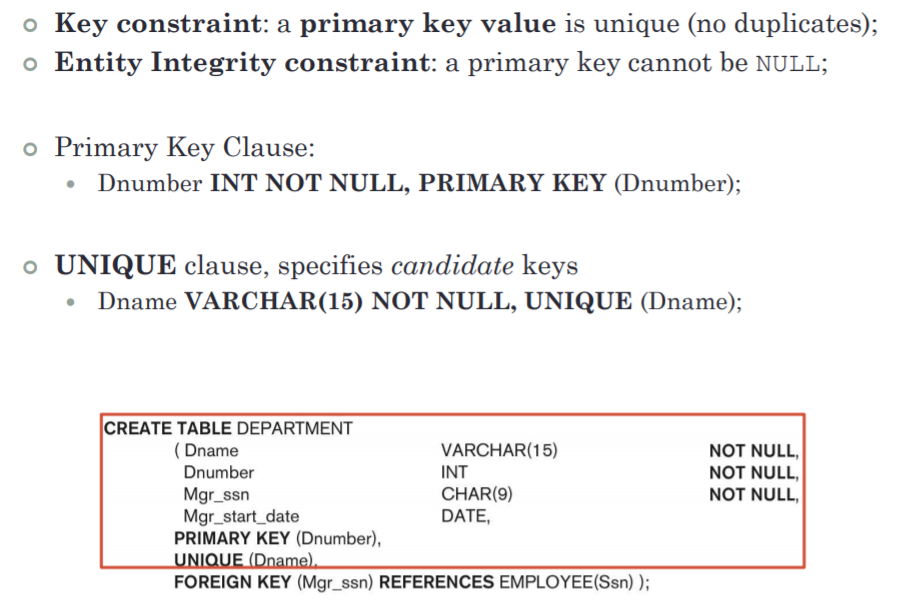 Key constraint: a primary key value is unique (no duplicates);
Entity Integrity constraint: a primary key cannot be NULL;
Primary Key Clause:
Dnumber INT NOT NULL, PRIMARY KEY (Dnumber);
UNIQUE clause, specifies candidate keys
Dname VARCHAR(15) NOT NULL, UNIQUE (Dname);
CREATE TABLE DEPARTMENT
( Dname VARCHAR(15) NOT NULL,
Dnumber INT NOT NULL,
Mgr_ssn CHAR(9) NOT NULL,
Mgr_start_date DATE,
PRIMARY KEY (Dnumber),
UNIQUE (Dname),
FOREIGN KEY (Mgr_ssn) REFERENCES EMPLOYEE(Ssn) );